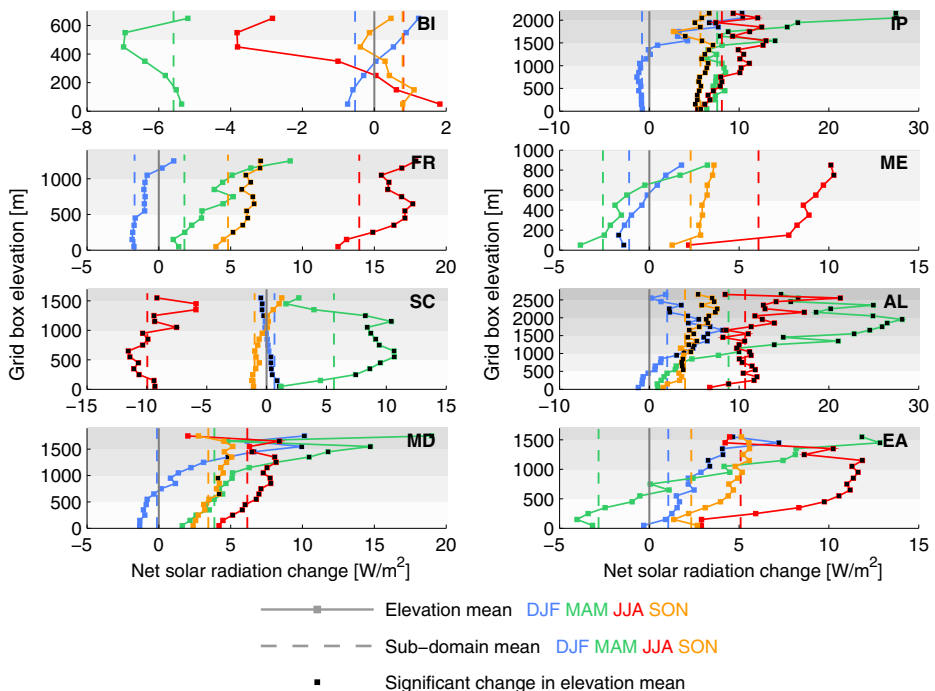 BI
600
400
200
0
−8 −6 −4 −2 0 2
IP
2000
1500
1000
500
0
−10 0 10 20 30
FR
1000
500
0
−5 0 5 10 15 20
ME
1000
800
600
400
200
0
−5 0 5 10 15
SC
1500
1000
500
0
−15 −10 −5 0 5 10 15
AL
2500
2000
1500
1000
500
0
−10 0 10 20 30
MD
1500
1000
500
0
−5 0 5 10 15 20
EA
1500
1000
500
0
−5 0 5 10 15
Grid box elevation [m]
Grid box elevation [m]
Net solar radiation change [W/m²]
Net solar radiation change [W/m²]
Elevation mean DJF MAM JJA SON
Sub−domain mean DJF MAM JJA SON
Significant change in elevation mean